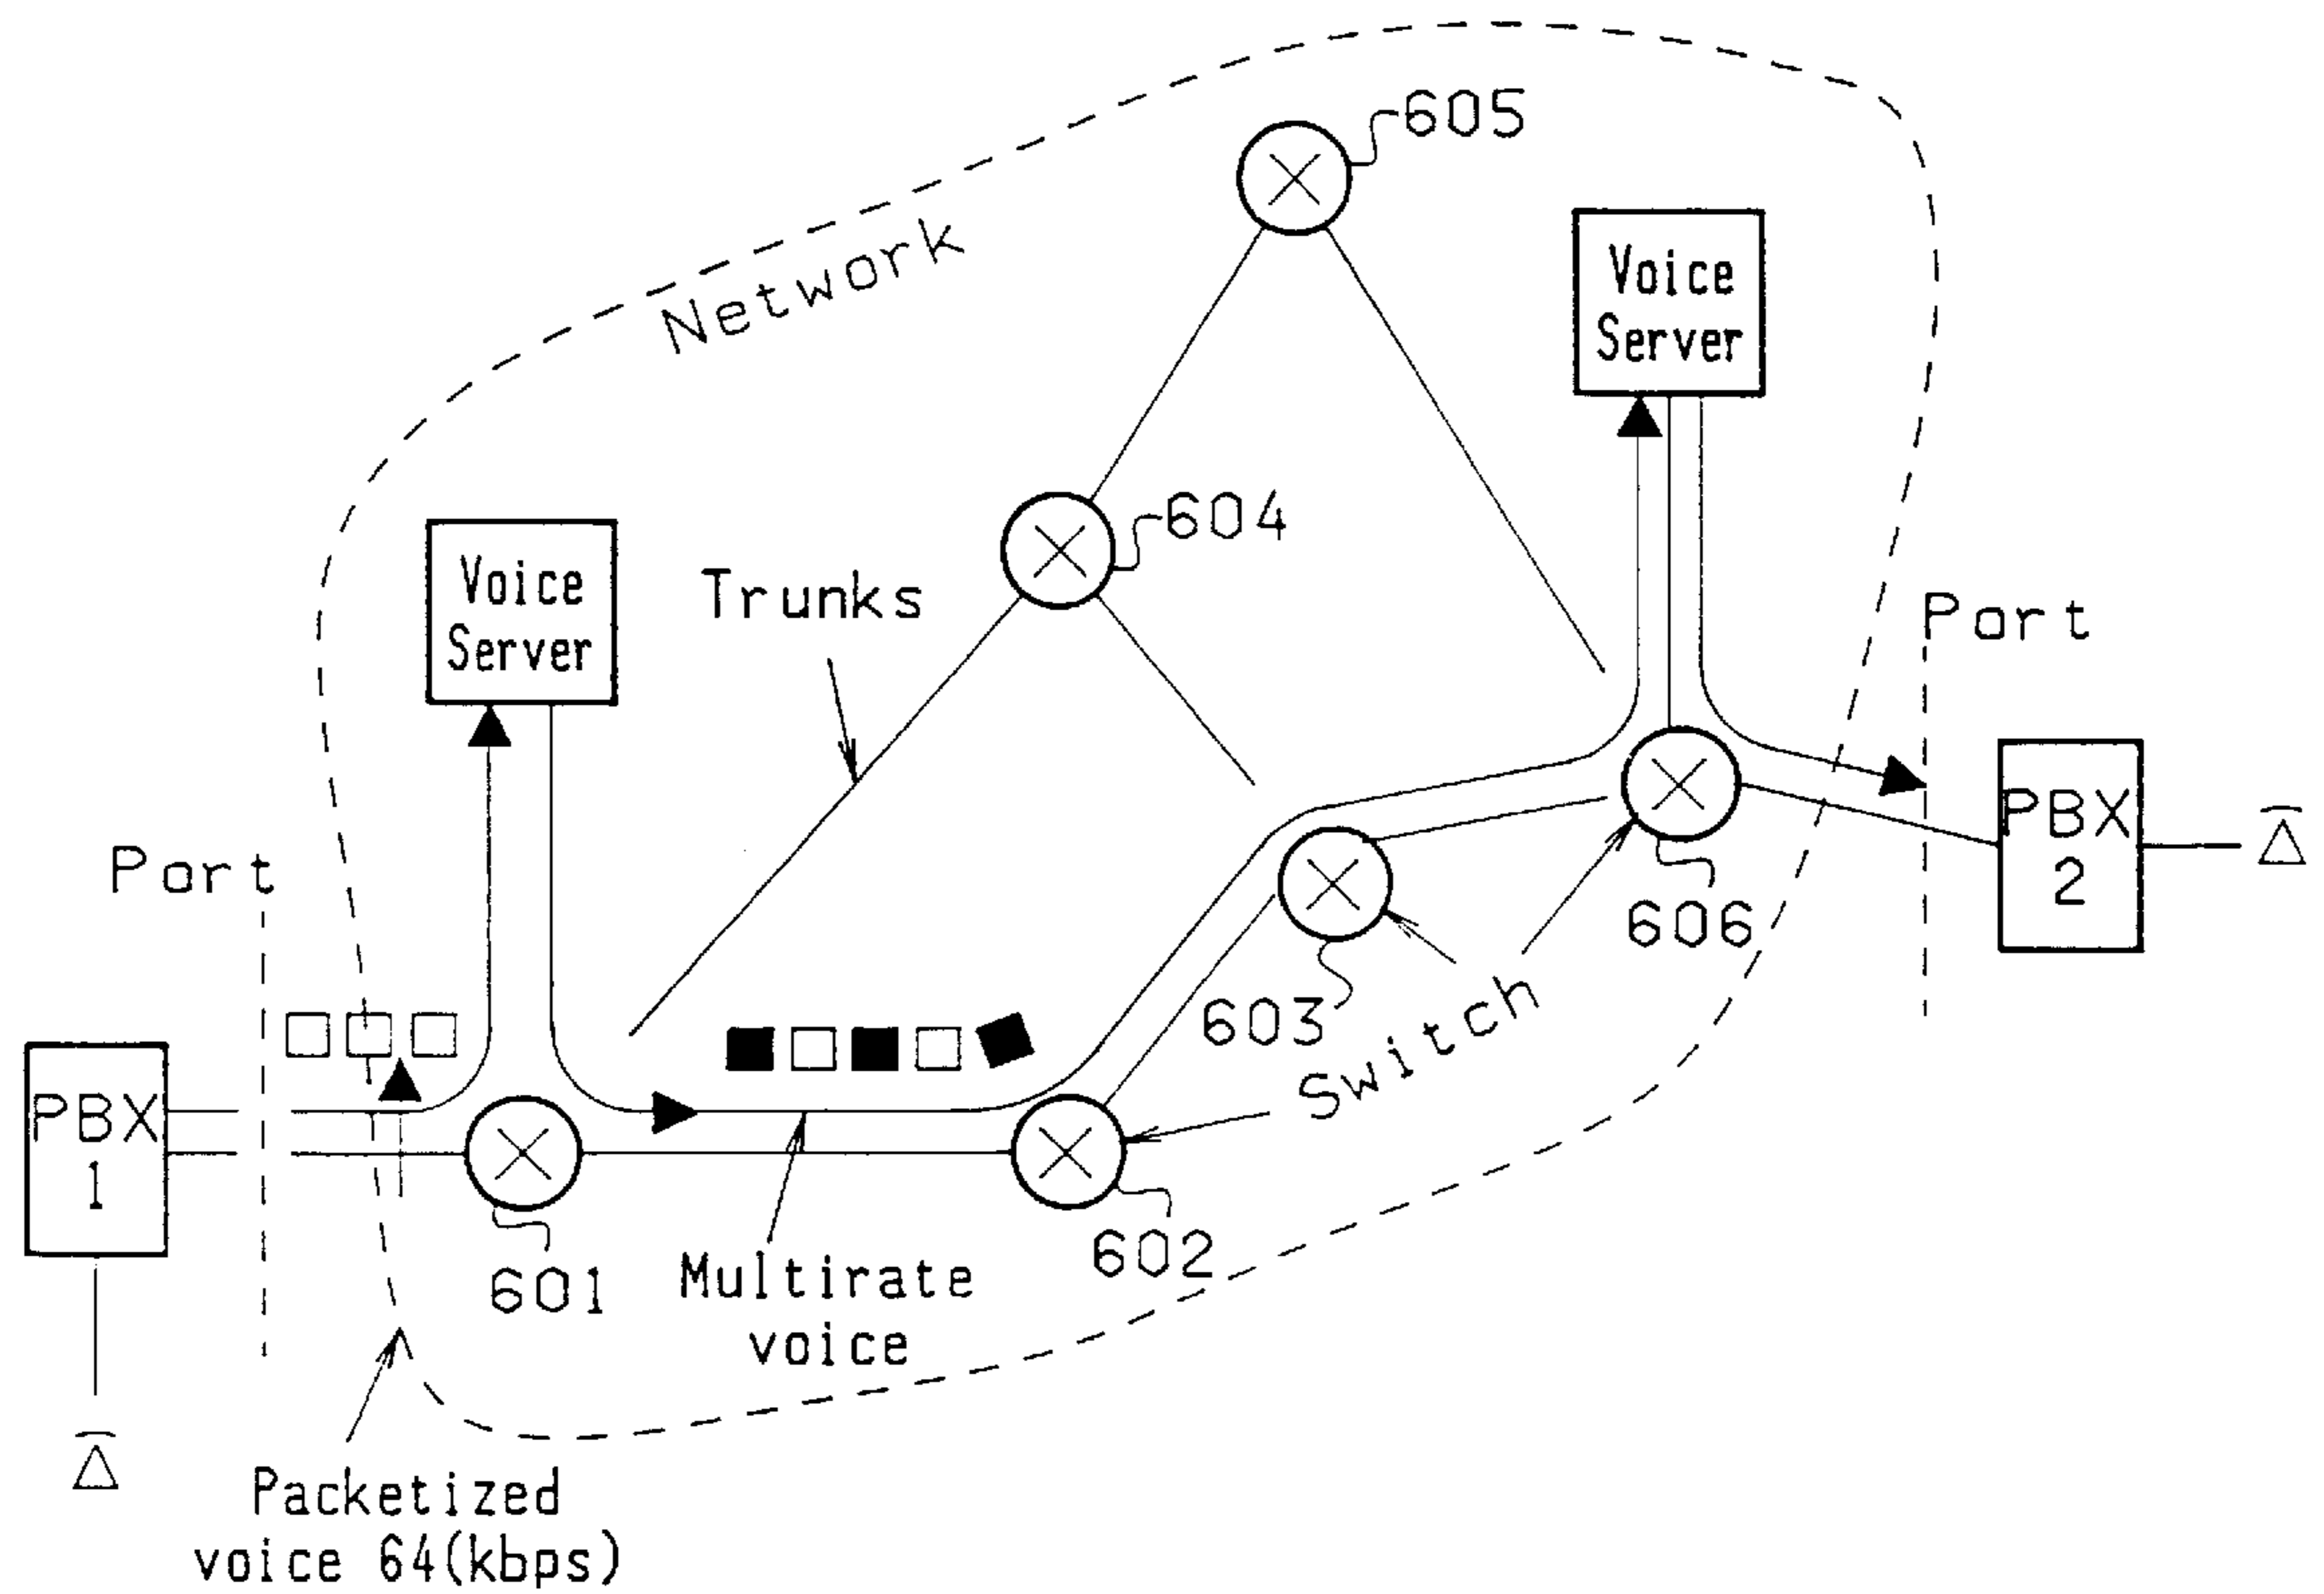 605
Network
Voice
Server
604
Trunks
Voice
Server
Port
PBX
2
Port
606
603
Switch
PBX
1
602
601
Multirate
voice
Packetized
voice 64(kbps)